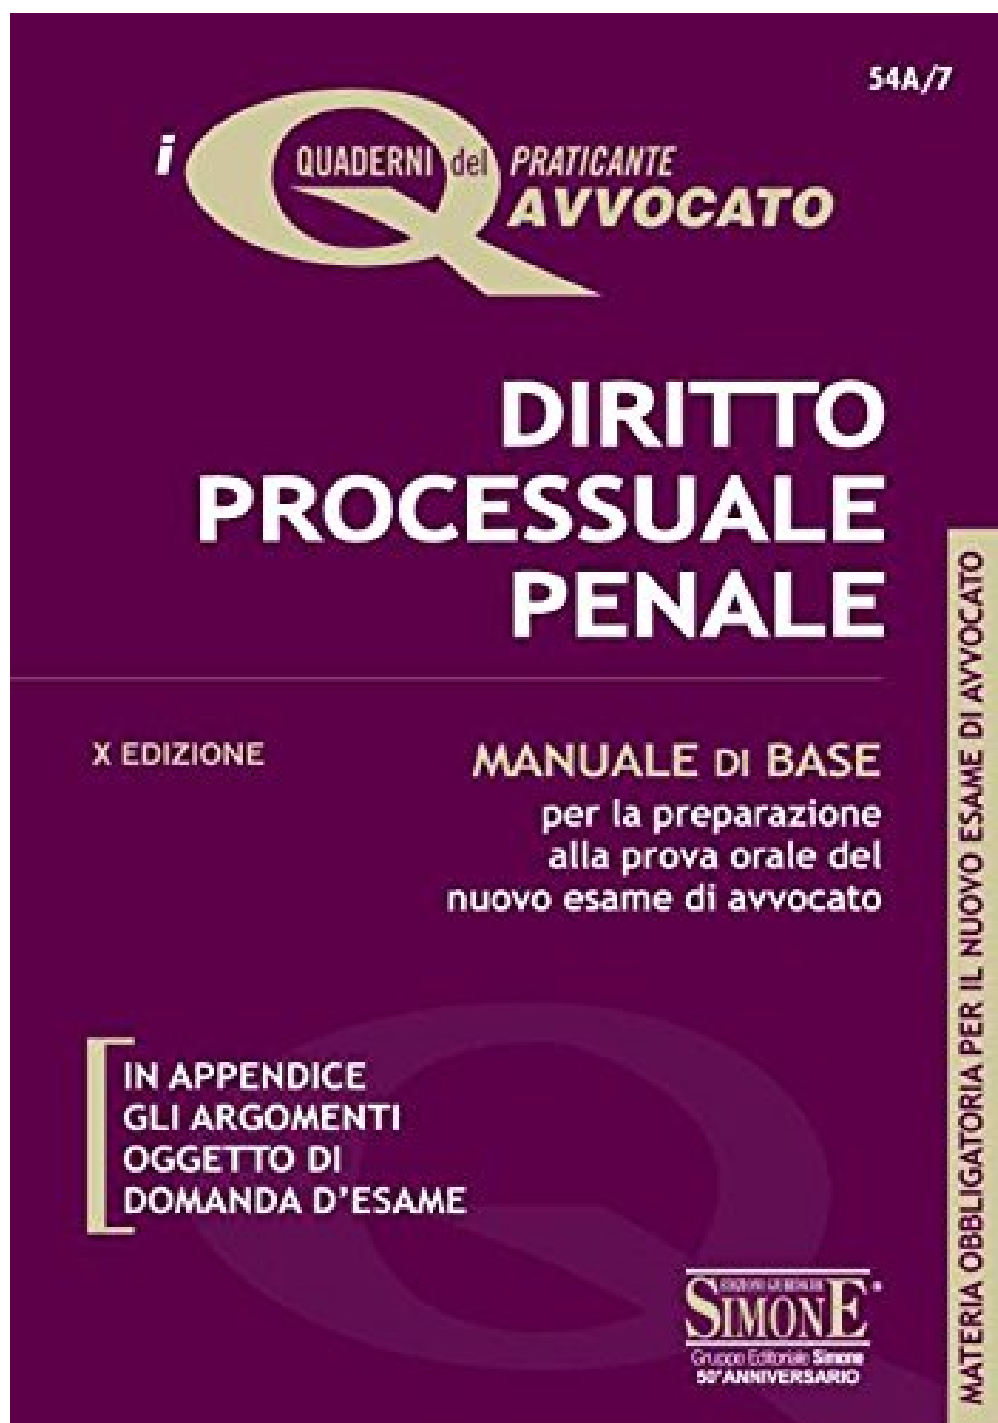 54A/7
i QUADERNI del PRATICANTE
AVVOCATO
DIRITTO
PROCESSUALE
PENALE
X EDIZIONE
MANUALE DI BASE
per la preparazione
alla prova orale del
nuovo esame di avvocato
IN APPENDICE
GLI ARGOMENTI
OGGETTO DI
DOMANDA D'ESAME
MATERIA OBBLIGATORIA PER IL NUOVO ESAME DI AVVOCATO
EDIZIONI GIURIDICHE
SIMONE
Gruppo Editoriale Simone
50°ANNIVERSARIO